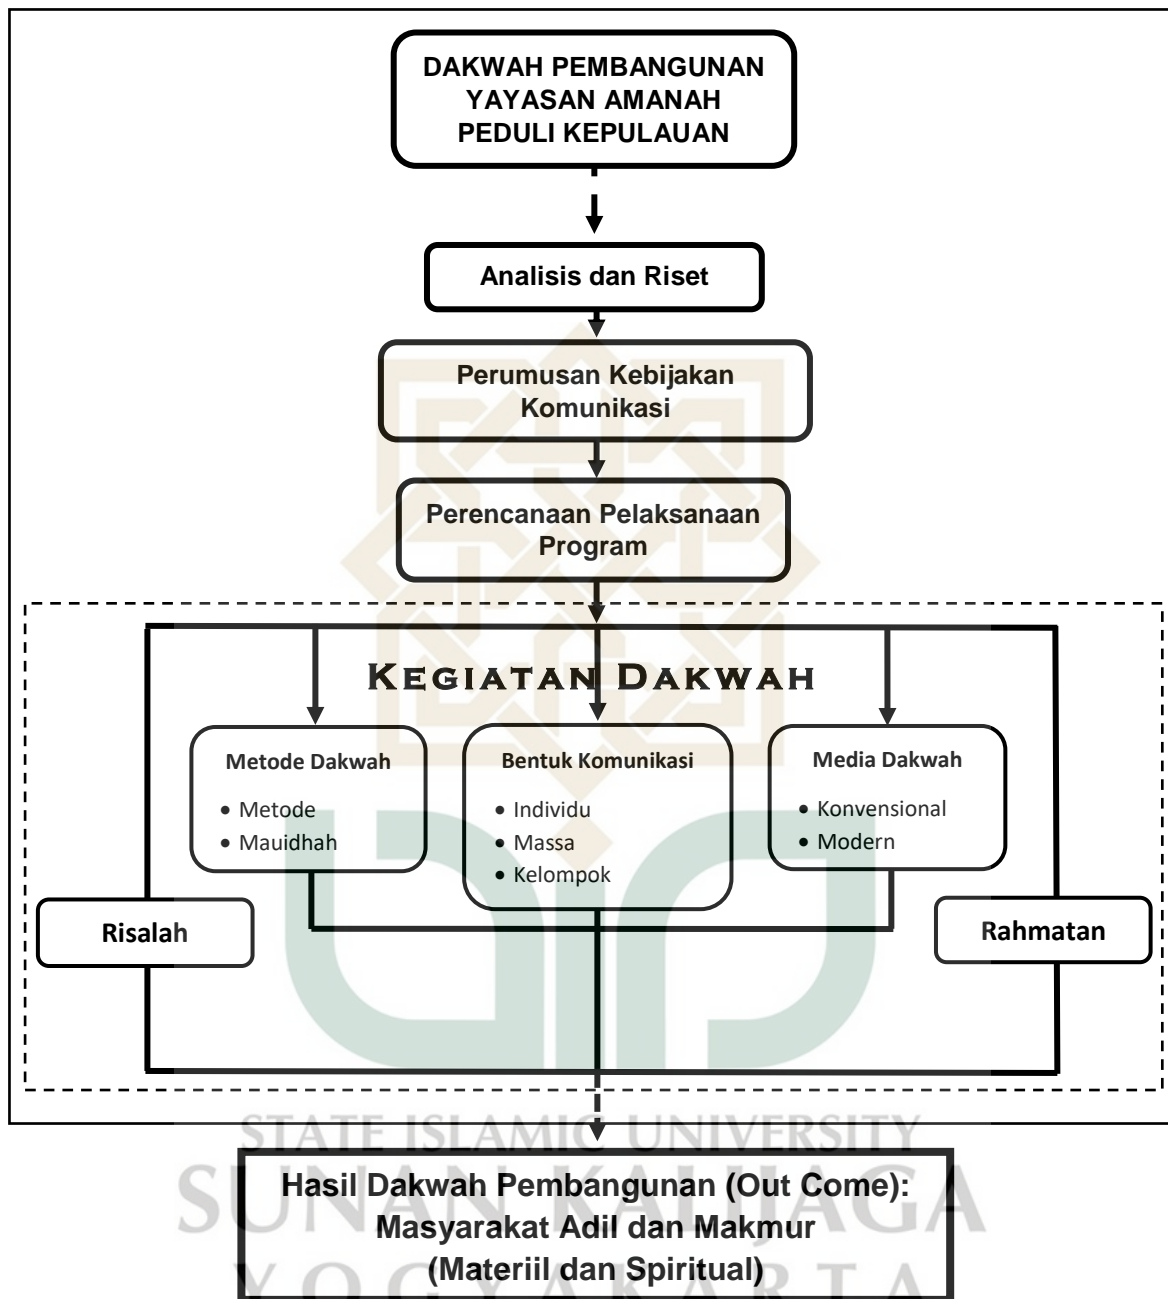 DAKWAH PEMBANGUNAN
YAYASAN AMANAH
PEDULI KEPULAUAN
Analisis dan Riset
Perumusan Kebijakan
Komunikasi
Perencanaan Pelaksanaan
Program
KEGIATAN DAKWAH
Metode Dakwah
• Metode
• Mauidhah
Bentuk Komunikasi
• Individu
• Massa
• Kelompok
Media Dakwah
• Konvensional
• Modern
Risalah
Rahmatan
STATE ISLAMIC UNIVERSITY
SUNAN KALIJAGA
YOGYAKARTA
Hasil Dakwah Pembangunan (Out Come):
Masyarakat Adil dan Makmur
(Materiil dan Spiritual)